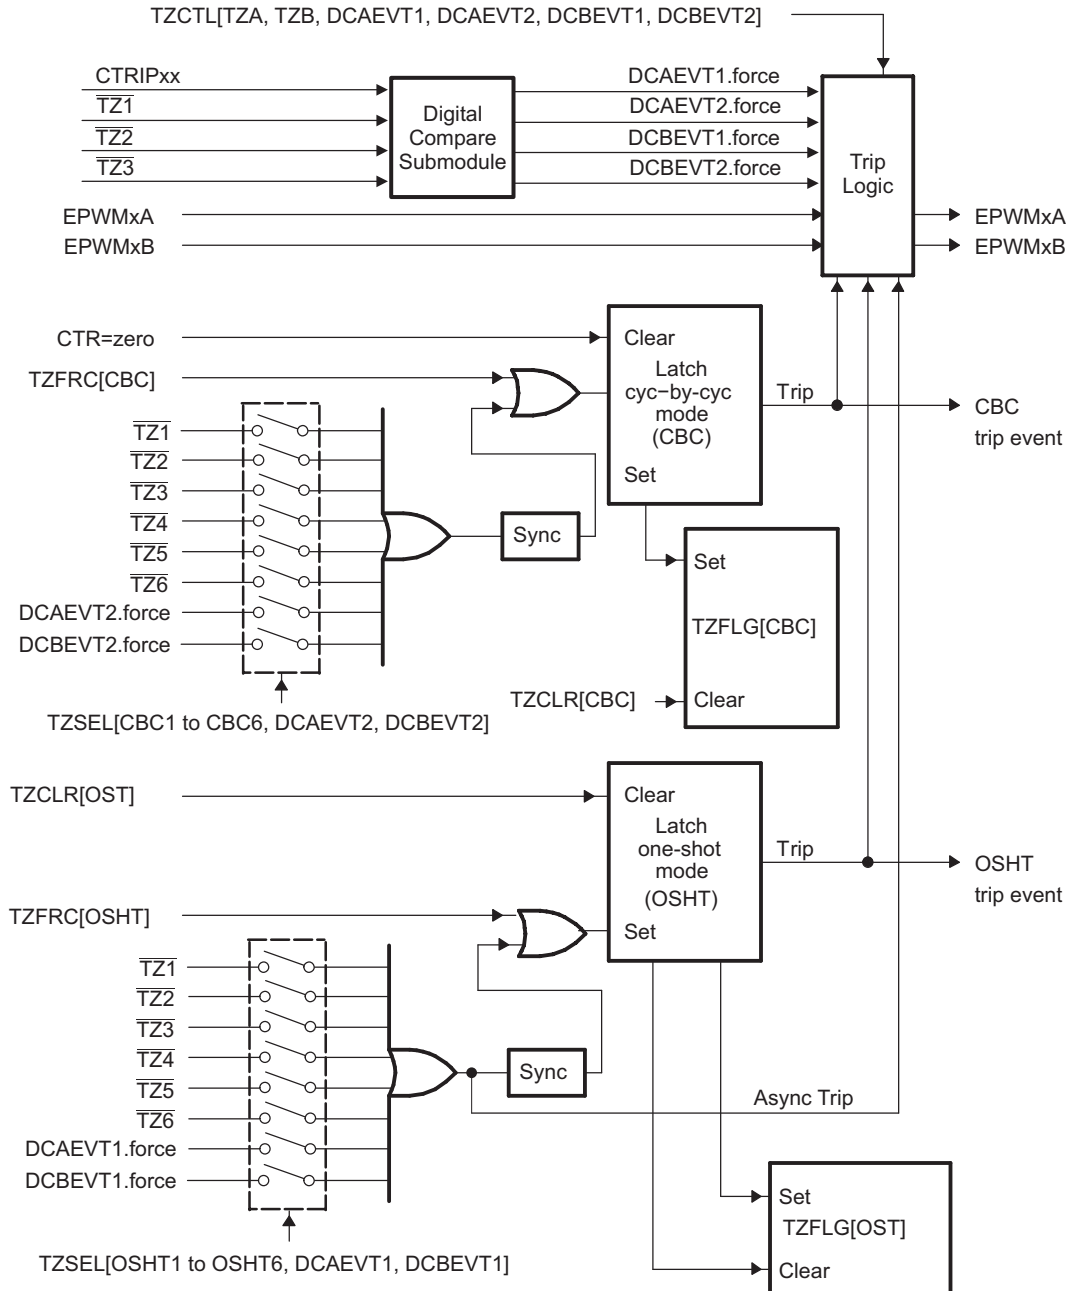 TZCTL[TZA, TZB, DCAEVT1, DCAEVT2, DCBEVT1, DCBEVT2]
CTRIPxx
TZ1
TZ2
TZ3
Digital
Compare
Submodule
DCAEVT1.force
DCAEVT2.force
DCBEVT1.force
DCBEVT2.force
Trip
Logic
EPWMxA
EPWMxB
EPWMxA
EPWMxB
CTR=zero
TZFRC[CBC]
Clear
Latch
cyc−by-cyc
mode
(CBC)
Set
Trip
CBC
trip event
TZ1
TZ2
TZ3
TZ4
TZ5
TZ6
DCAEVT2.force
DCBEVT2.force
Sync
Set
TZFLG[CBC]
Clear
TZCLR[CBC]
TZSEL[CBC1 to CBC6, DCAEVT2, DCBEVT2]
TZCLR[OST]
Clear
Latch
one-shot
mode
(OSHT)
Set
Trip
OSHT
trip event
TZFRC[OSHT]
TZ1
TZ2
TZ3
TZ4
TZ5
TZ6
DCAEVT1.force
DCBEVT1.force
Sync
Async Trip
Set
TZFLG[OST]
Clear
TZSEL[OSHT1 to OSHT6, DCAEVT1, DCBEVT1]